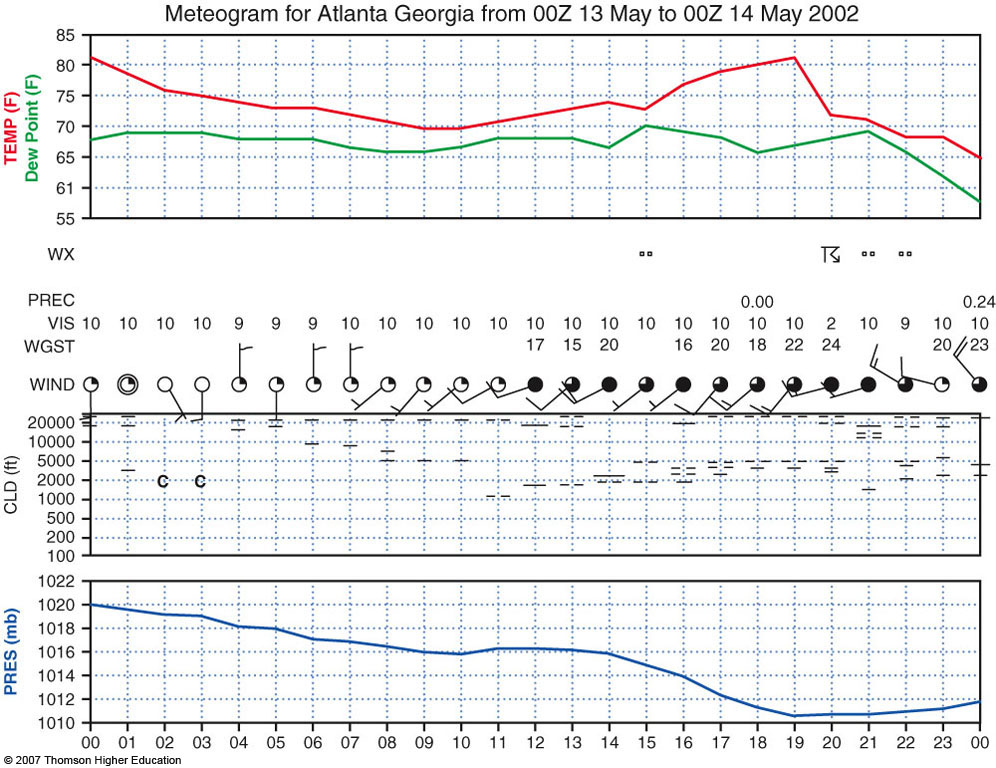 Meteogram for Atlanta Georgia from 00Z 13 May to 00Z 14 May 2002
TEMP (F)
Dew Point (F)
85
80
75
70
65
61
55
WX
PREC 0.00 0.24
VIS 10 10 10 10 9 9 9 10 10 10 10 10 10 10 10 10 10 10 10 10 2 10 9 10 10
WGST 17 15 20 16 20 18 22 24 20 23
WIND
CLD (ft)
20000
10000
5000
2000 C C
1000
500
200
100
PRES (mb)
1022
1020
1018
1016
1014
1012
1010
00 01 02 03 04 05 06 07 08 09 10 11 12 13 14 15 16 17 18 19 20 21 22 23 00
© 2007 Thomson Higher Education